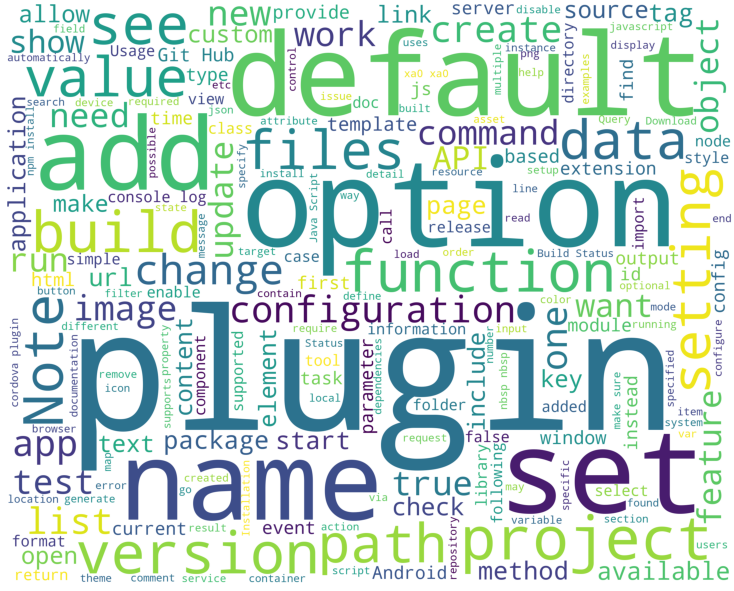 allow
see
new
provide
link
server
disable
source
tag
javascript
field
show
Usage
Git Hub
custom
work
uses
create
instance
display
automatically
value
etc
control
png
xa0 xa0
help
multiple
built
issue
examples
directory
find
object
default
search
device
required
type
json
js
doc
asset
Query
Download
need
time
view
attribute
template
command
data
node
npm install
add
possible
class
specify
files
API
based
resource
setup
extension
style
application
console log
install
detail
Java Script
way
line
make
update
state
message
option
page
call
release
read
import
end
build
run
simple
target
case
load
order
Build Status
output
optional
setting
config
html
url
change
function
id
button
filter
enable
first
contain
define
color
mode
running
configure
Note
image
configuration
want
module
different
content
component
supports
property
supported
element
require
Status
information
tool
input
number
include
one
specified
cordova plugin
documentation
remove
icon
plugin
task
local
parameter
dependencies
nbsp nbsp
folder
added
key
make sure
instead
item
system
var
browser
app
text
package
start
request
false
window
feature
map
test
error
name
true
check
library
following
set
specific
select
location
generate
created
go
Installation
via
may
found
list
current
result
event
action
repository
variable
section
users
format
open
version
path
project
return
theme
comment
service
container
script
Android
method
available